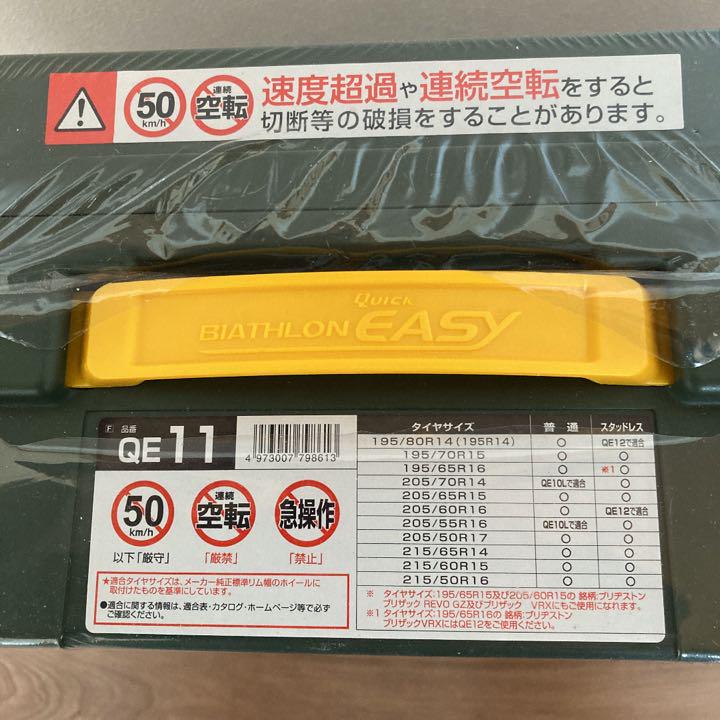 50 km/h 連続 空転 速度超過や連続空転をすると
切断等の破損をすることがあります。
QUICK
BIATHLON EASY
F 品番 QE11
4 973007 798613
50 km/h 連続 空転 急操作
以下「厳守」 「厳禁」 「禁止」
★適合タイヤサイズは、メーカー純正標準リム幅のホイールに
取付けたものを基準にしています。
●適合に関する情報は、適合表・カタログ・ホームページ等で必ず
ご確認ください。
タイヤサイズ 普通 スタッドレス
195/80R14(195R14) ○ QE12で適合
195/70R15 ○ ○
195/65R16 ○ ※1 ○
205/70R14 QE10Lで適合 ○
205/65R15 ○ ○
205/60R16 ○ QE12で適合
205/55R16 QE10Lで適合 ○
205/50R17 ○ ○
215/65R14 ○ ○
215/60R15 ○ ○
215/50R16 ○ ○
※ タイヤサイズ:195/65R15及び205/60R15の 銘柄:ブリヂストン
ブリザック REVO GZ及びブリザック VRXにもご使用になれます。
※1 タイヤサイズ:195/65R16の 銘柄:ブリヂストン
ブリザックVRXにはQE12をご使用ください。